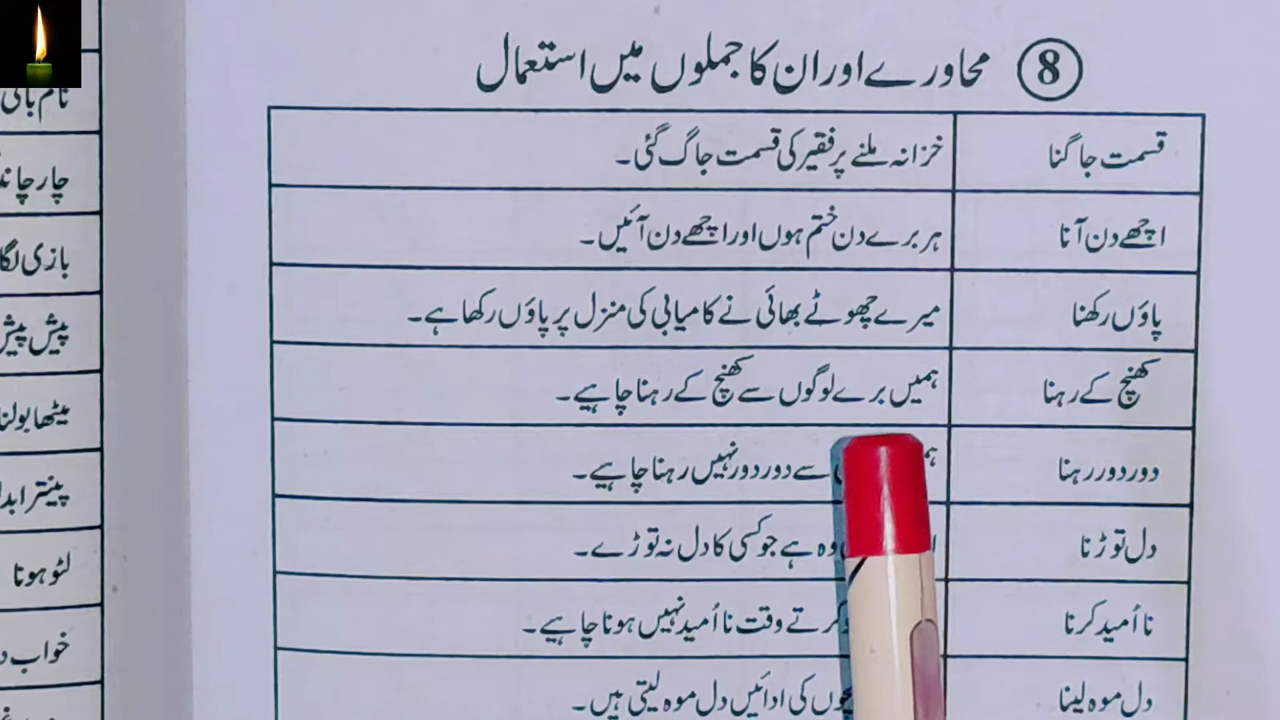 8 محاورے اور ان کا جملوں میں استعمال
قسمت جاگنا خزانہ ملنے پر فقیر کی قسمت جاگ گئی۔
اچھے دن آنا ہر برے دن ختم ہوں اور اچھے دن آئیں۔
پاؤں رکھنا میرے چھوٹے بھائی نے کامیابی کی منزل پر پاؤں رکھا ہے۔
کھنچ کے رہنا ہمیں برے لوگوں سے کھنچ کے رہنا چاہیے۔
دور دور رہنا سے دور دور نہیں رہنا چاہیے۔
دل توڑنا وہ ہے جو کسی کا دل نہ توڑے۔
نا اُمید کرنا کرتے وقت نا اُمید نہیں ہونا چاہیے۔
دل موہ لینا کی ادائیں دل موہ لیتی ہیں۔
نام
چار
بازی
پیش
میٹھا بولنا
پینترا
لٹو ہونا
خواب